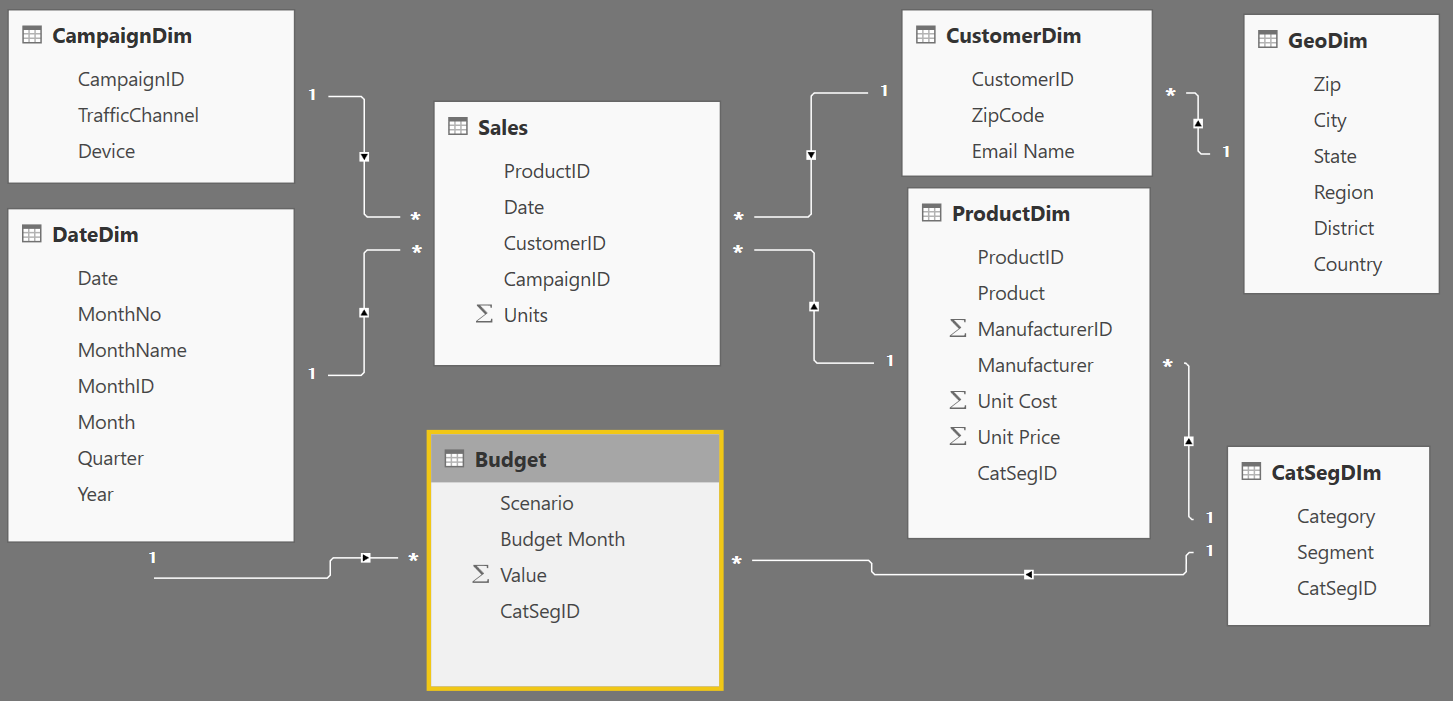 CampaignDim
CampaignID
TrafficChannel
Device
DateDim
Date
MonthNo
MonthName
MonthID
Month
Quarter
Year
1
*
1
*
1
*
Sales
ProductID
Date
CustomerID
CampaignID
Σ Units
Budget
Scenario
Budget Month
Σ Value
CatSegID
*
1
*
1
*
CustomerDim
CustomerID
ZipCode
Email Name
ProductDim
ProductID
Product
Σ ManufacturerID
Manufacturer
Σ Unit Cost
Σ Unit Price
CatSegID
*
1
*
1
1
GeoDim
Zip
City
State
Region
District
Country
CatSegDIm
Category
Segment
CatSegID